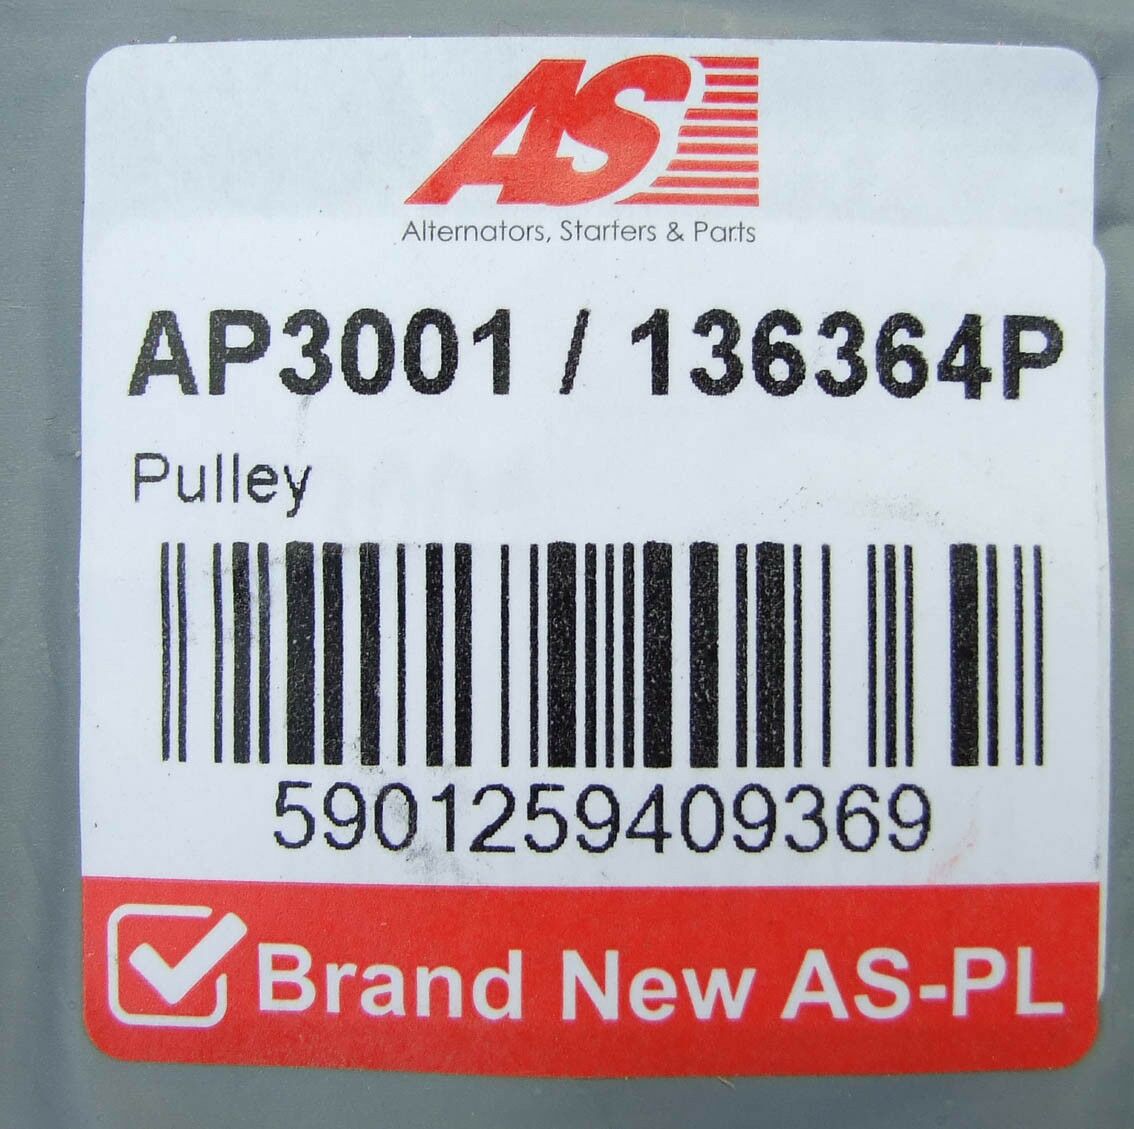 AS
Alternators, Starters & Parts
AP3001 / 136364P
Pulley
5901259409369
Brand New AS-PL